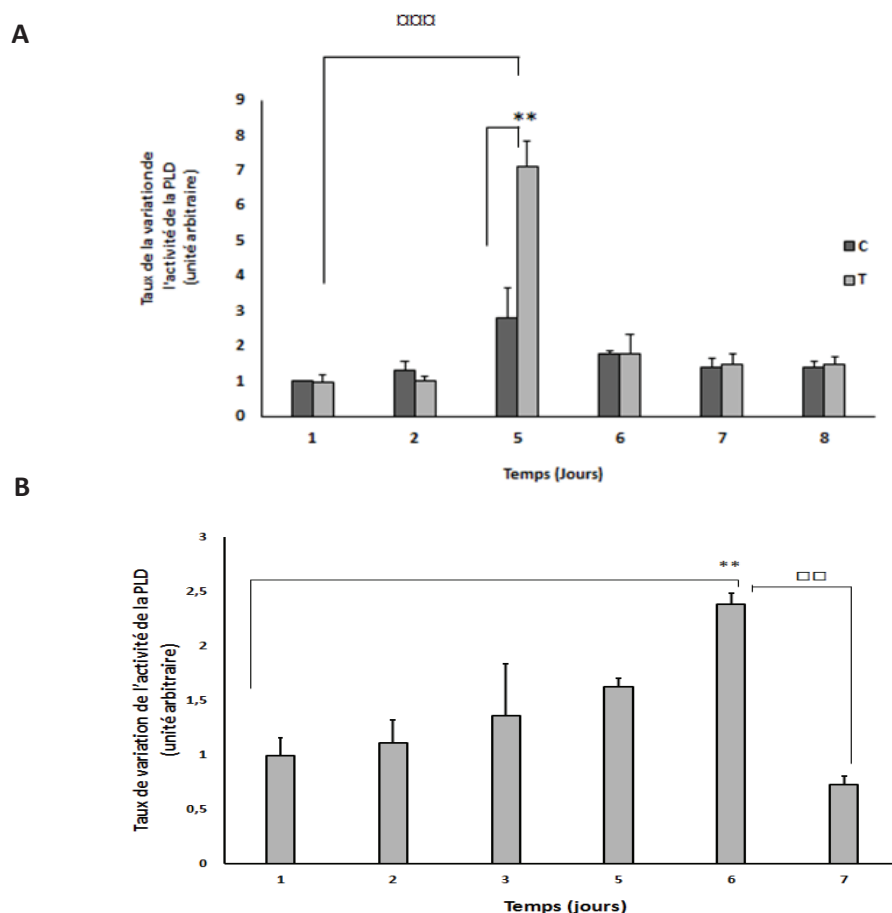 A
¤¤¤
**
9
8
7
6
5
4
3
2
1
0
Taux de la variation de
l'activité de la PLD
(unité arbitraire)
C
T
1 2 5 6 7 8
Temps (Jours)
B
3
2,5
2
1,5
1
0,5
0
Taux de variation de l'activité de la PLD
(unité arbitraire)
**
□□
1 2 3 5 6 7
Temps (jours)